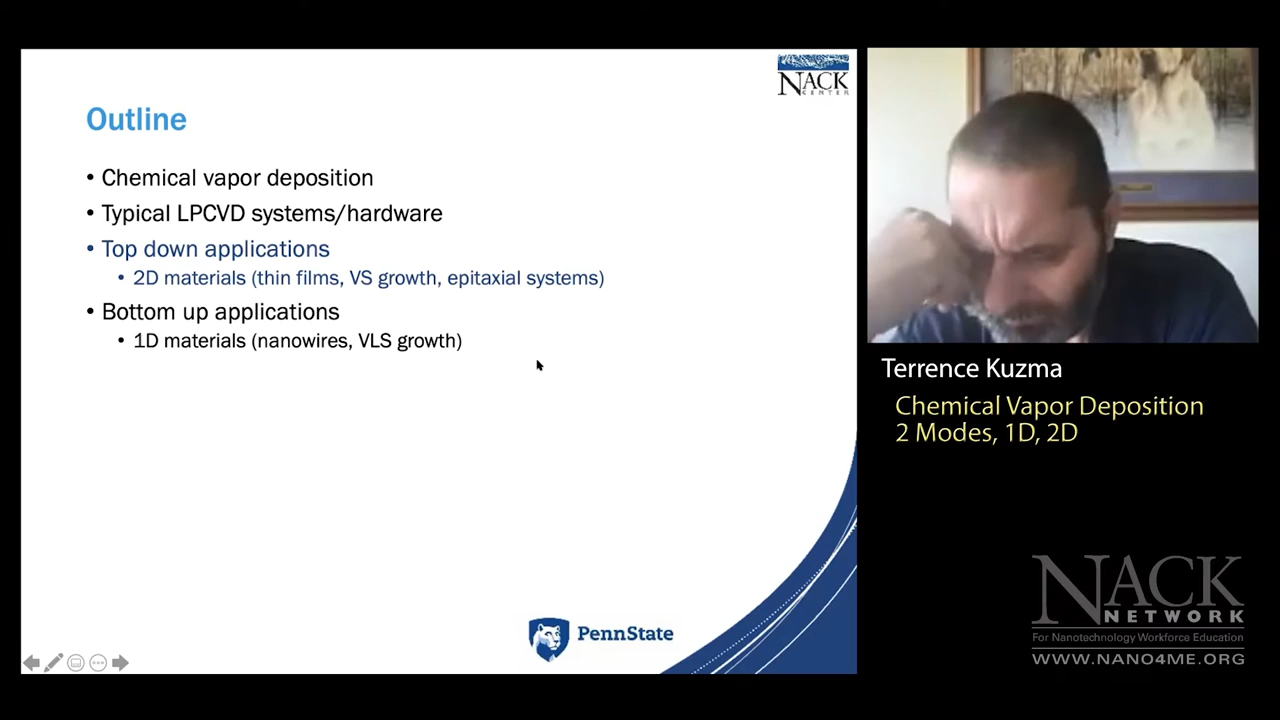 NACK
CENTER
Outline
• Chemical vapor deposition
• Typical LPCVD systems/hardware
• Top down applications
• 2D materials (thin films, VS growth, epitaxial systems)
• Bottom up applications
• 1D materials (nanowires, VLS growth)
PennState
Terrence Kuzma
Chemical Vapor Deposition
2 Modes, 1D, 2D
NACK
NETWORK
For Nanotechnology Workforce Education
WWW.NANO4ME.ORG